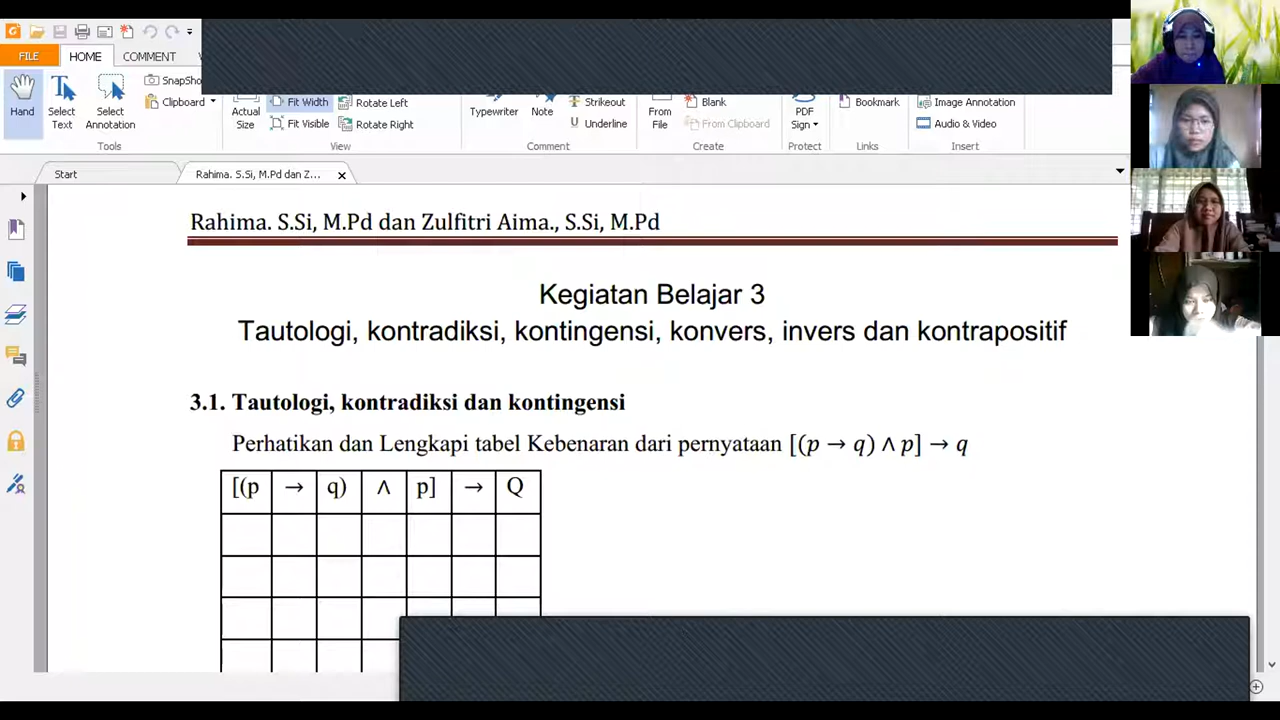 FILE HOME COMMENT
Hand Select Text Select Annotation SnapSho Clipboard
Actual Size Fit Width Fit Visible Rotate Left Rotate Right
Typewriter Note Strikeout Underline
From File Blank From Clipboard
PDF Sign Bookmark Image Annotation Audio & Video
Tools View Comment Create Protect Links Insert
Start Rahima. S.Si, M.Pd dan Z...
Rahima. S.Si, M.Pd dan Zulfitri Aima., S.Si, M.Pd
Kegiatan Belajar 3
Tautologi, kontradiksi, kontingensi, konvers, invers dan kontrapositif
3.1. Tautologi, kontradiksi dan kontingensi
Perhatikan dan Lengkapi tabel Kebenaran dari pernyataan [(p → q) ∧ p] → q
[(p → q) ∧ p] → Q